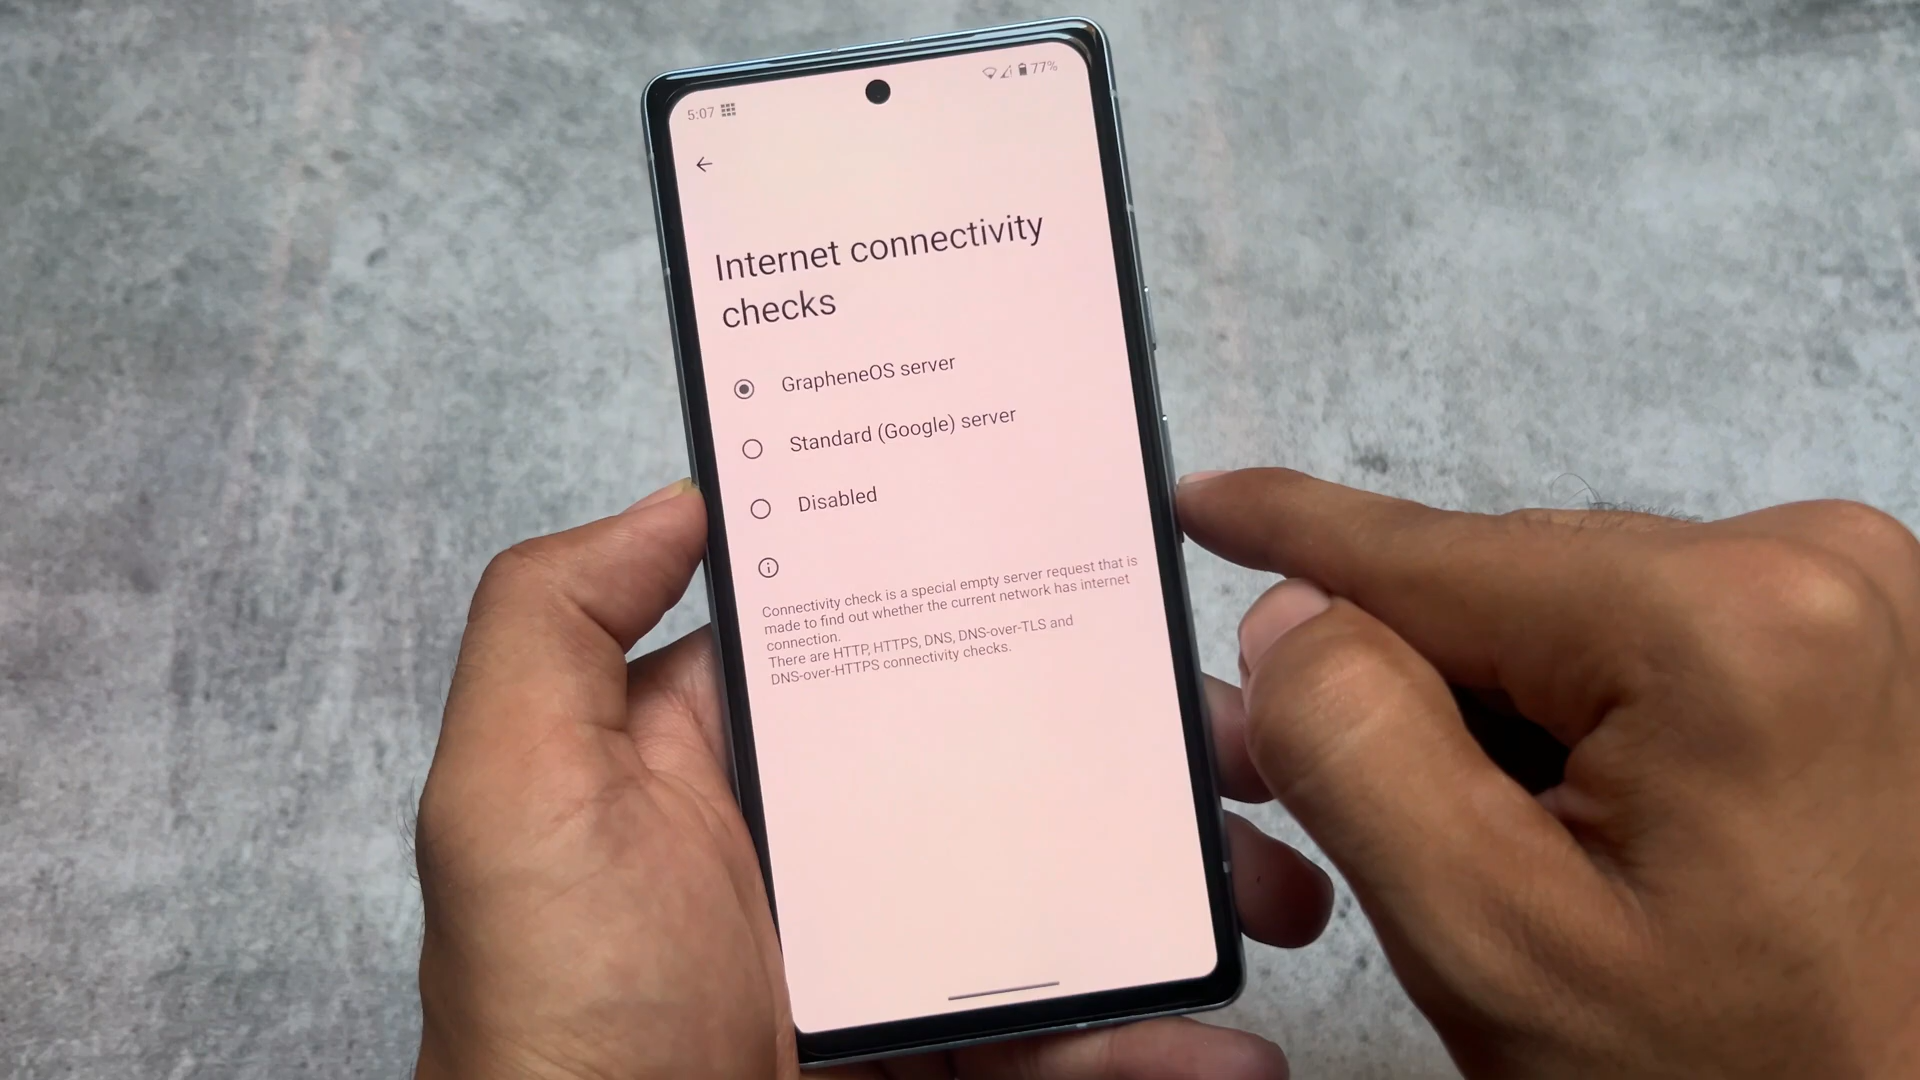 5:07
77%
Internet connectivity
checks
GrapheneOS server
Standard (Google) server
Disabled
Connectivity check is a special empty server request that is
made to find out whether the current network has internet
connection.
There are HTTP, HTTPS, DNS, DNS-over-TLS and
DNS-over-HTTPS connectivity checks.